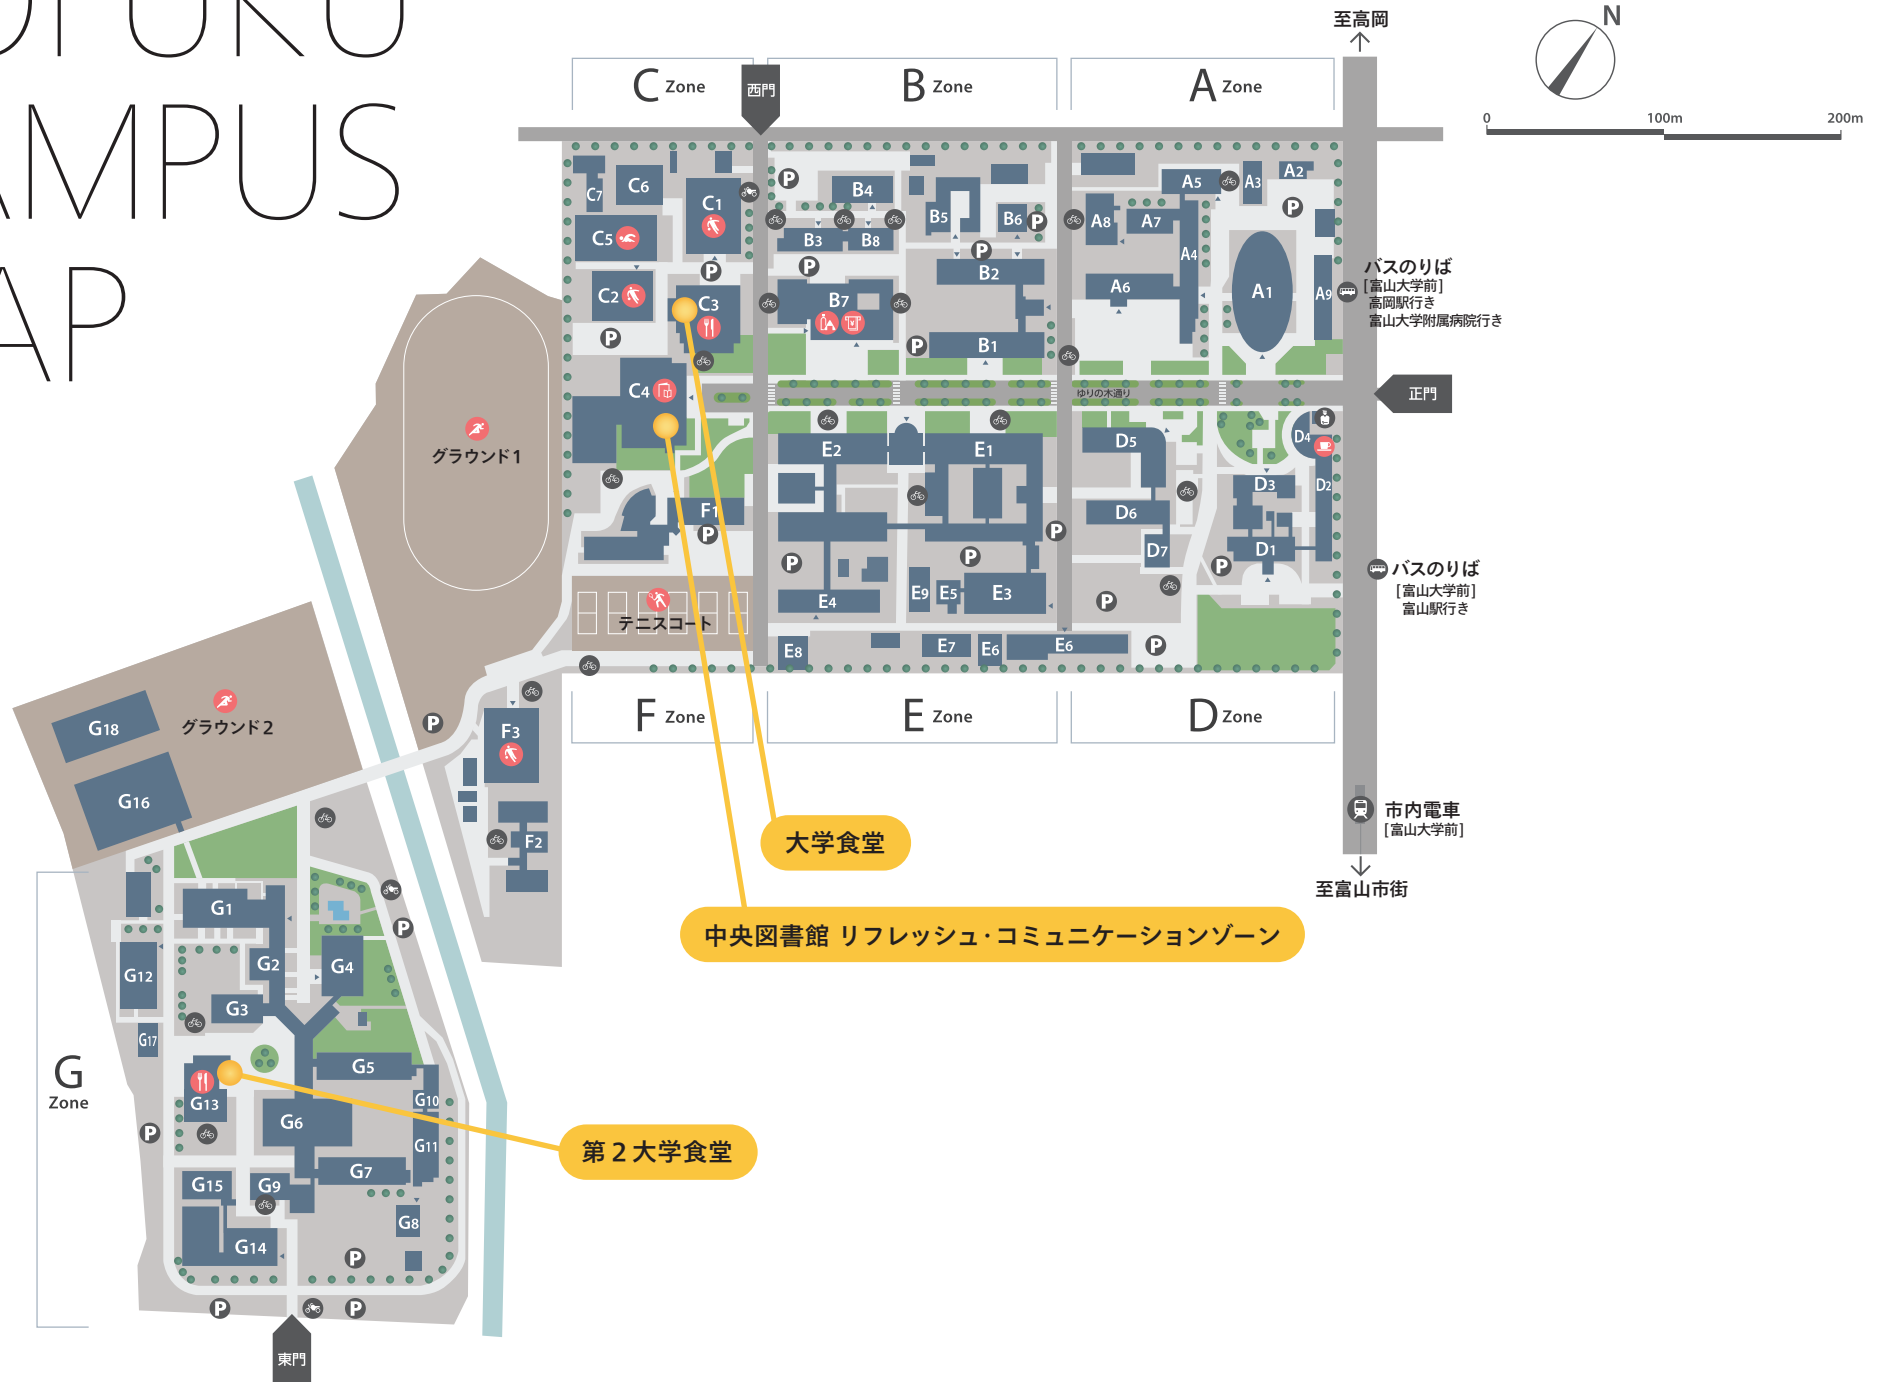 OFUKU
AMPUS
AP
至高岡
N
0 100m 200m
C Zone
西門
B Zone
A Zone
C7
C6
C1
C5
C2
C3
C4
P
B4
B5
B6
P
B3
B8
P
P
B2
B7
P
B1
A5
A3
A2
P
A8
A7
A4
A6
A1
A9
バスのりば
[富山大学前]
高岡駅行き
富山大学附属病院行き
P
P
ゆりの木通り
正門
グラウンド1
F1
P
テニスコート
E2
E1
P
P
P
E4
E9
E5
E3
E8
E7
E6
E6
D5
D4
D3
D2
D6
D7
D1
P
P
P
バスのりば
[富山大学前]
富山駅行き
F Zone
E Zone
D Zone
グラウンド2
G18
G16
P
F3
F2
市内電車
[富山大学前]
至富山市街
大学食堂
中央図書館 リフレッシュ・コミュニケーションゾーン
第2大学食堂
G
Zone
G1
P
G2
G4
G12
G3
G17
G5
G13
G10
G6
G11
P
G7
G15
G9
G8
G14
P
P
P
東門